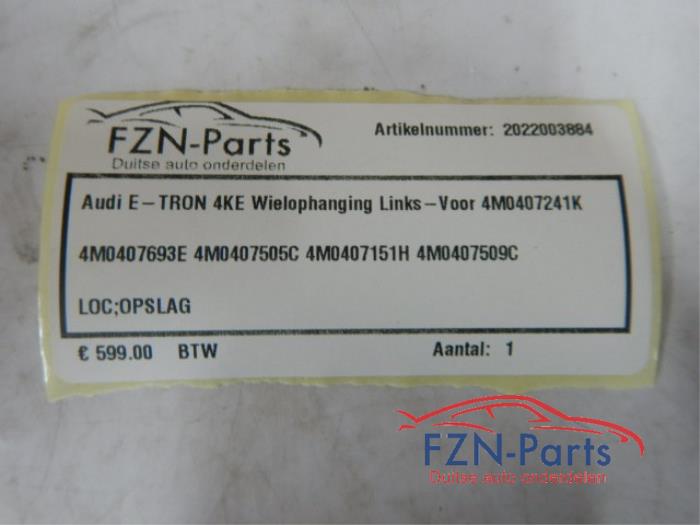 FZN-Parts
Duitse auto onderdelen
Artikelnummer: 2022003884
Audi E-TRON 4KE Wielophanging Links-Voor 4M0407241K
4M0407693E 4M0407505C 4M0407151H 4M0407509C
LOC;OPSLAG
€ 599.00 BTW
Aantal: 1
FZN-Parts
Duitse auto onderdelen